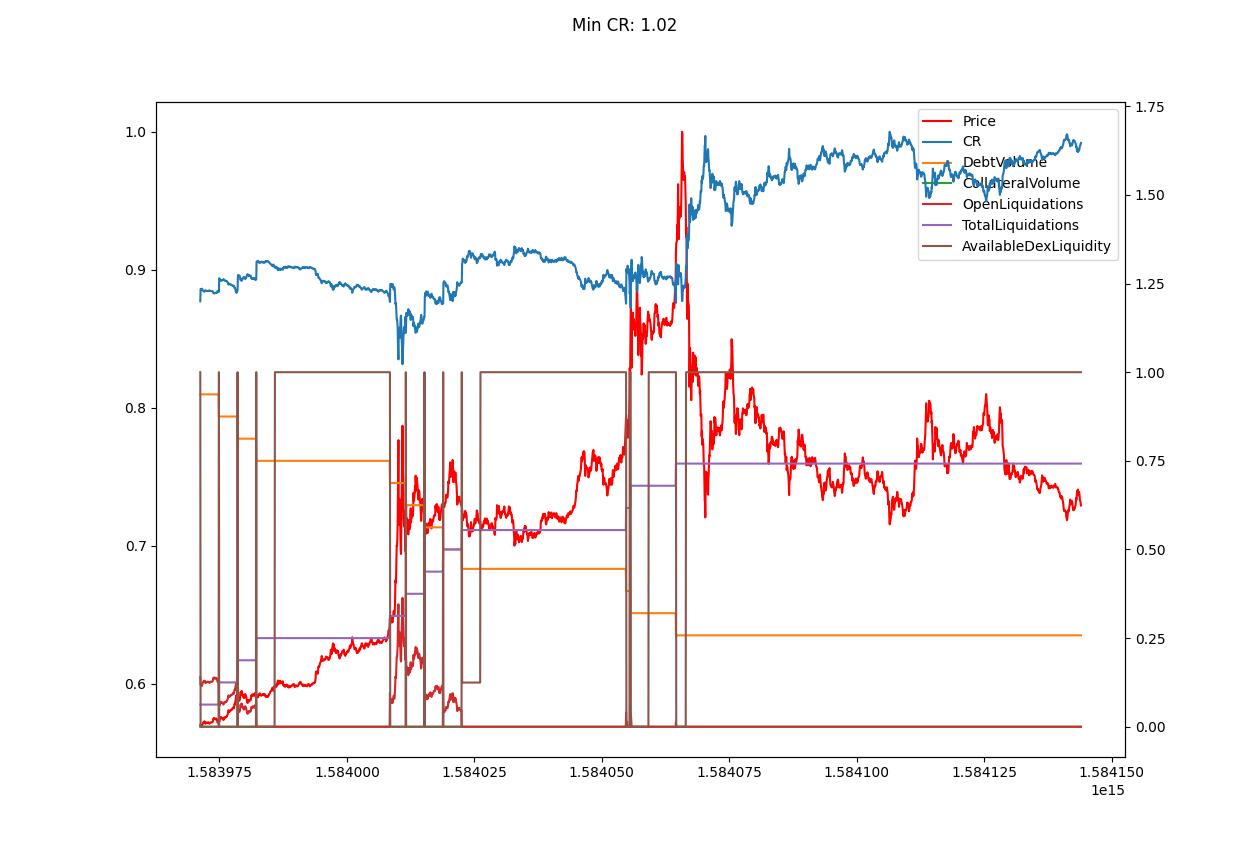 Min CR: 1.02
1.0
0.9
0.8
0.7
0.6
1.75
1.50
1.25
1.00
0.75
0.50
0.25
0.00
Price
CR
DebtVolume
CollateralVolume
OpenLiquidations
TotalLiquidations
AvailableDexLiquidity
1.583975 1.584000 1.584025 1.584050 1.584075 1.584100 1.584125 1.584150
1e15